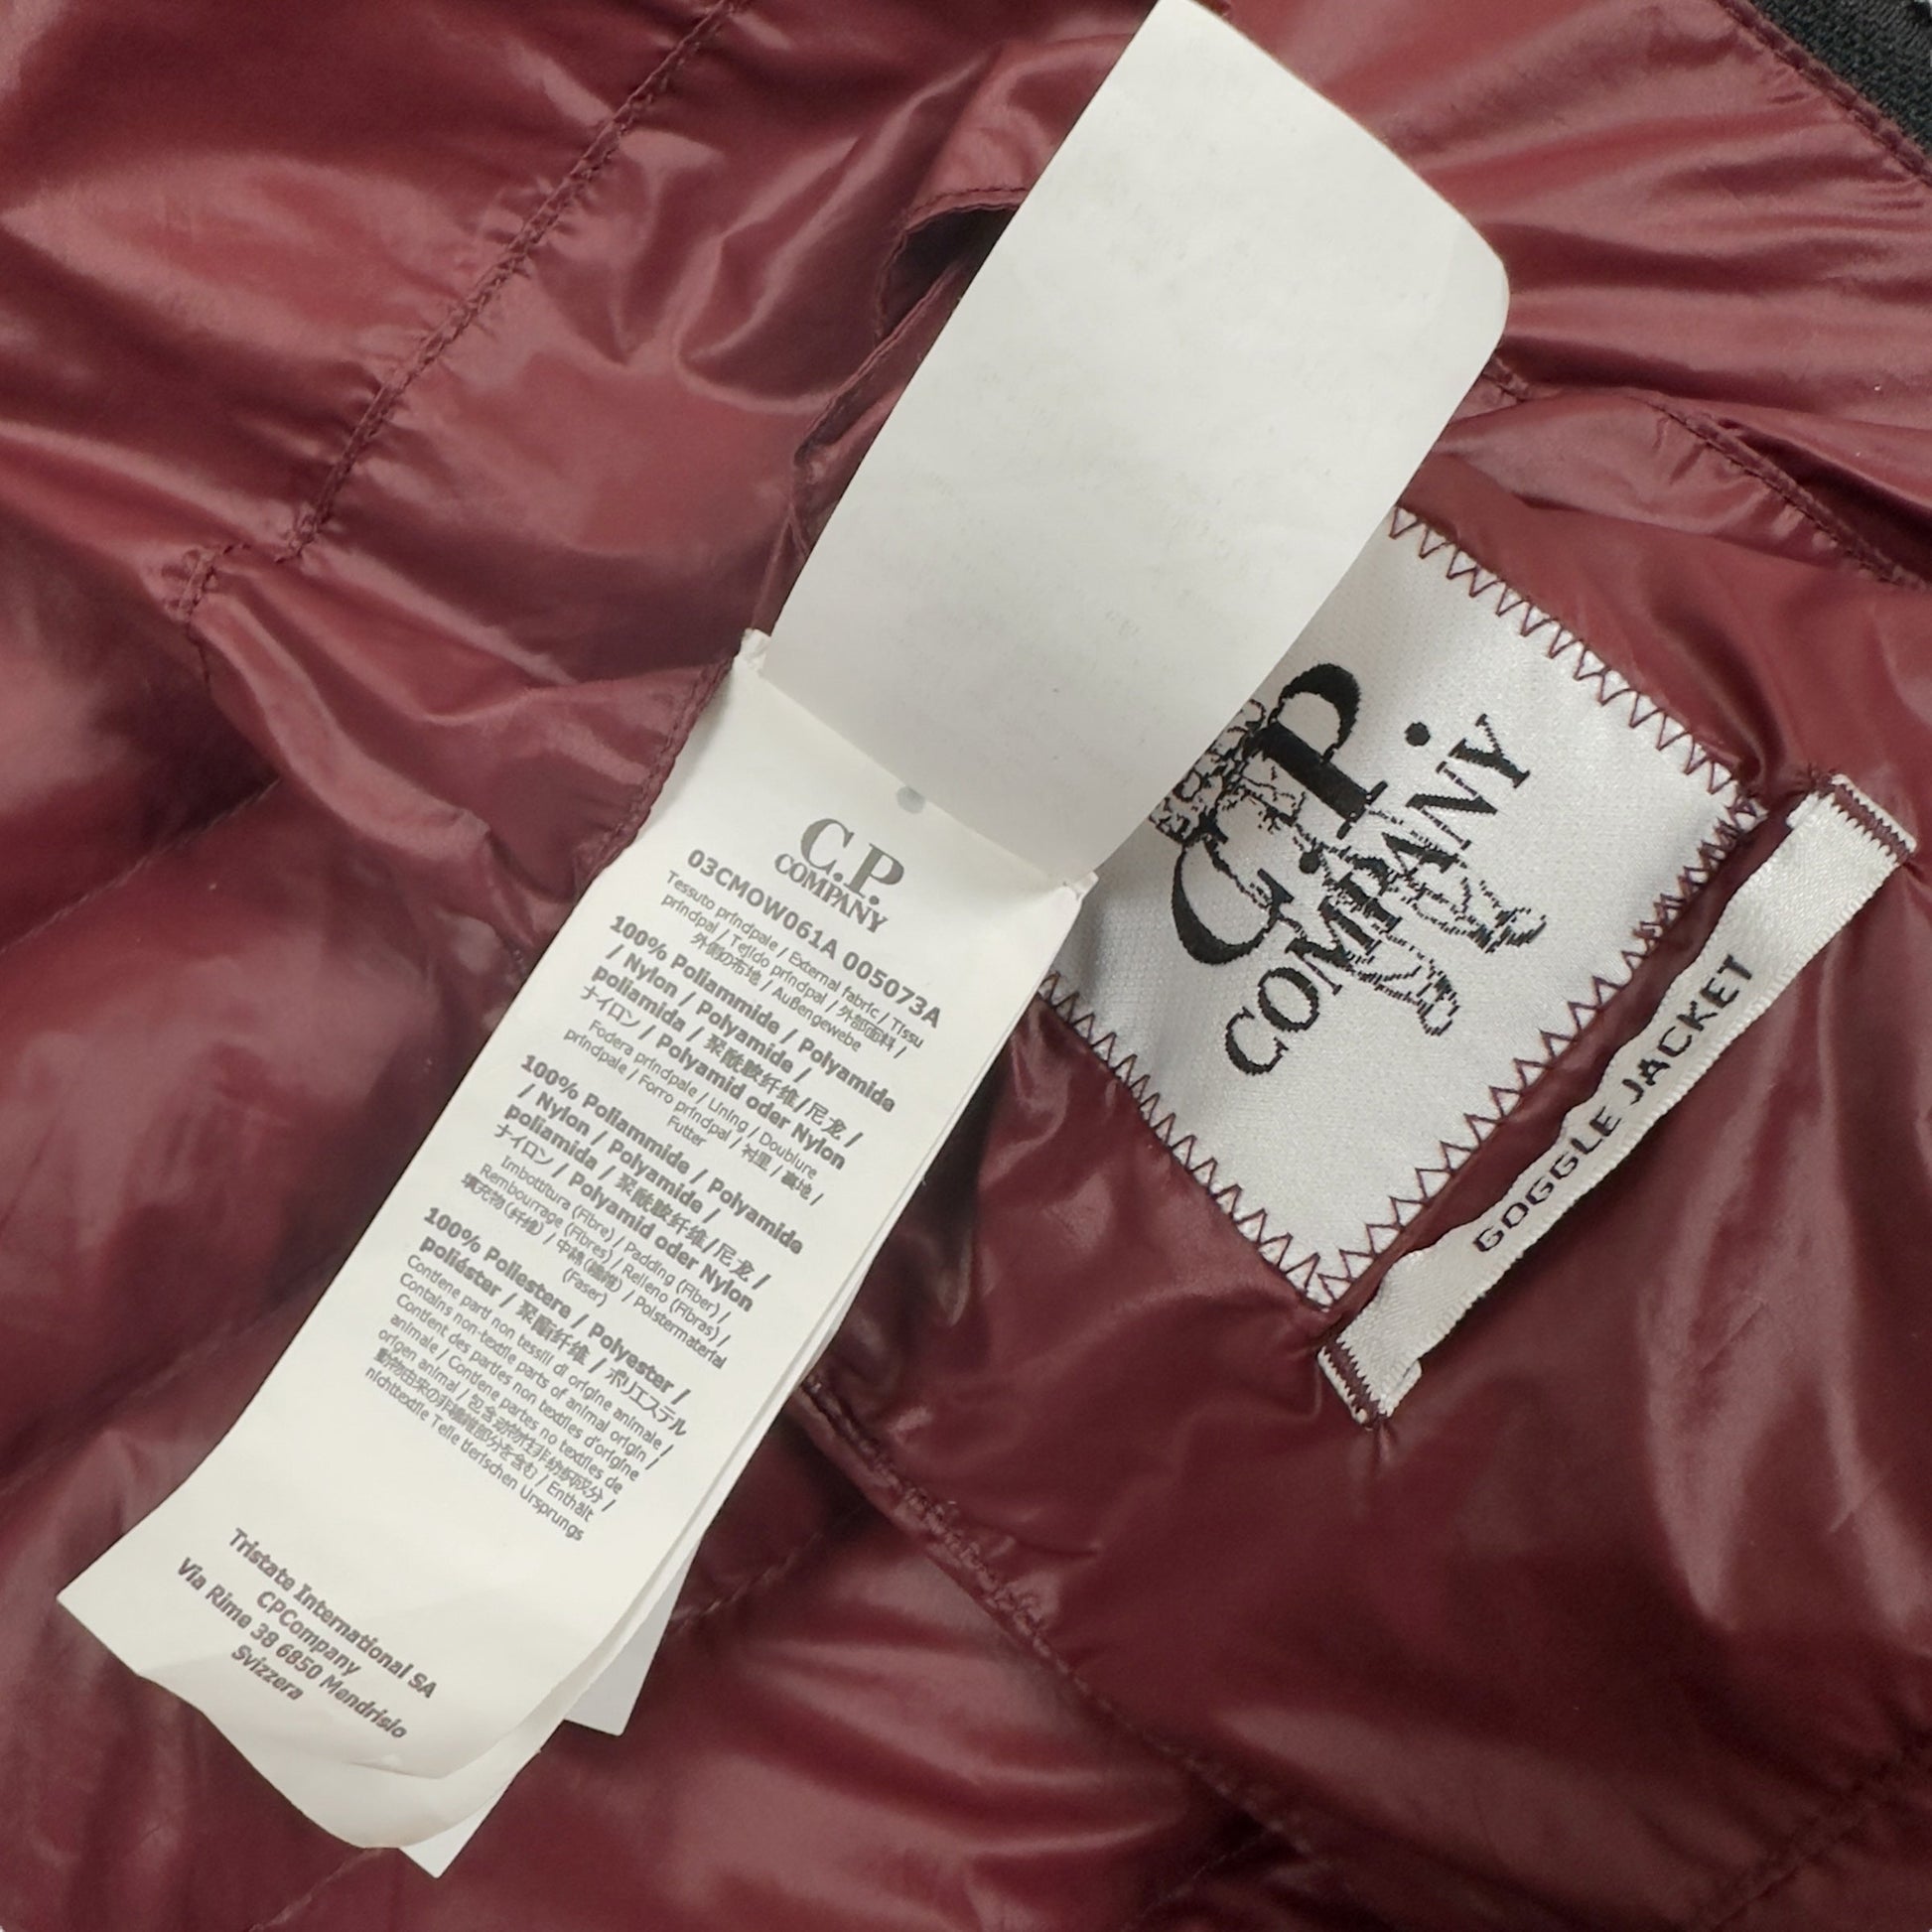 C.P.
COMPANY
03CMOW061A 005073A
Tessuto principale / External fabric / Tissu
principal / Tejido principal / 外部面料 /
外側の布地 / Außengewebe
100% Poliammide / Polyamide
/ Nylon / Polyamide /
poliamida / 聚酰胺纤维/尼龙 /
ナイロン / Polyamid oder Nylon
Fodera principale / Lining / Doublure
principale / Forro principal / 衬里 / 裏地 /
Futter
100% Poliammide / Polyamide
/ Nylon / Polyamide /
poliamida / 聚酰胺纤维/尼龙 /
ナイロン / Polyamid oder Nylon
Imbottitura (Fibre) / Padding (Fiber) /
Rembourrage (Fibres) / Relleno (Fibras) /
填充物(纤维) / 中綿(繊維) / Polstermaterial
(Faser)
100% Poliestere / Polyester /
poliéster / 聚酯纤维 / ポリエステル
Contiene parti non tessili di origine animale /
Contains non-textile parts of animal origin /
Contient des parties non textiles d'origine
animale / Contiene partes no textiles de
origen animal / 包含动物性非纺织成分 /
動物由来の非繊維部分を含む / Enthält
nichttextile Teile tierischen Ursprungs
Tristate International SA
CPCompany
Via Rime 38 6850 Mendrisio
Svizzera
C.P.
COMPANY
GOGGLE JACKET